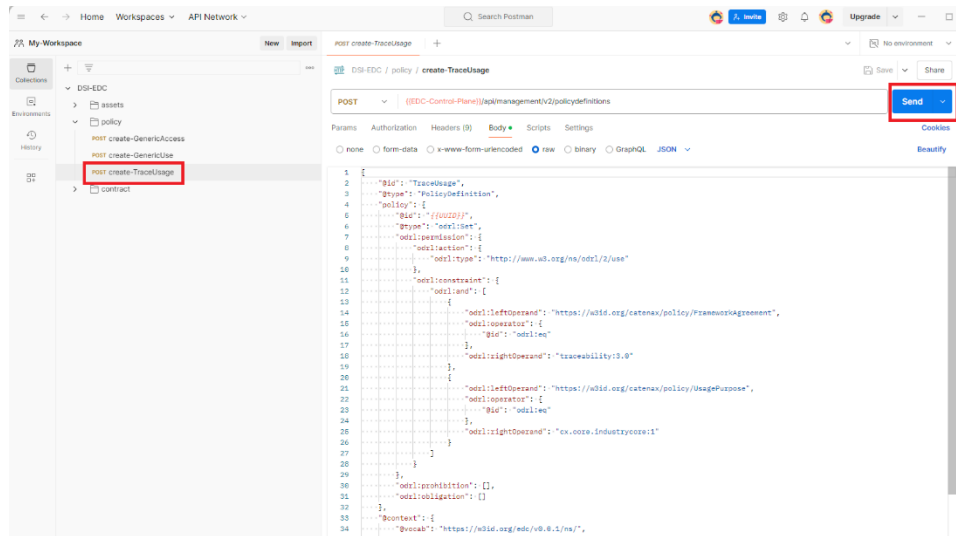 Home Workspaces API Network Search Postman Invite Upgrade
My-Workspace New Import POST create-TraceUsage No environment
Collections
Environments
History
DSI-EDC
assets
policy
POST create-GenericAccess
POST create-GenericUse
POST create-TraceUsage
contract
DSI-EDC / policy / create-TraceUsage Save Share
POST {{EDC-Control-Plane}}/api/management/v2/policydefinitions Send
Params Authorization Headers (9) Body Scripts Settings Cookies
none form-data x-www-form-urlencoded raw binary GraphQL JSON Beautify
1 {
2 "@id": "TraceUsage",
3 "@type": "PolicyDefinition",
4 "policy": {
5 "@id": "{{UUID}}",
6 "@type": "odrl:Set",
7 "odrl:permission": {
8 "odrl:action": {
9 "odrl:type": "http://www.w3.org/ns/odrl/2/use"
10 },
11 "odrl:constraint": {
12 "odrl:and": [
13 {
14 "odrl:leftOperand": "https://w3id.org/catenax/policy/FrameworkAgreement",
15 "odrl:operator": {
16 "@id": "odrl:eq"
17 },
18 "odrl:rightOperand": "traceability:3.0"
19 },
20 {
21 "odrl:leftOperand": "https://w3id.org/catenax/policy/UsagePurpose",
22 "odrl:operator": {
23 "@id": "odrl:eq"
24 },
25 "odrl:rightOperand": "cx.core.industrycore:1"
26 }
27 ]
28 }
29 },
30 "odrl:prohibition": [],
31 "odrl:obligation": []
32 },
33 "@context": {
34 "@vocab": "https://w3id.org/edc/v0.0.1/ns/",